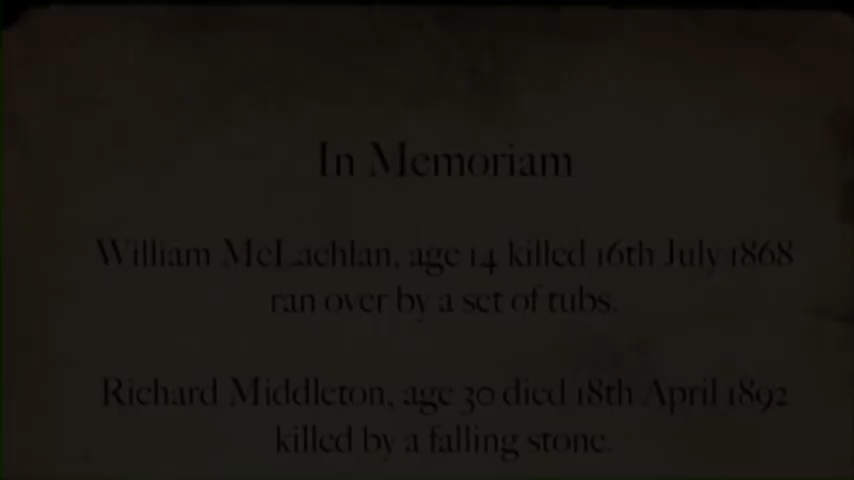 In Memoriam
William McLachlan, age 14 killed 16th July 1868
ran over by a set of tubs.
Richard Middleton, age 30 died 18th April 1892
killed by a falling stone.